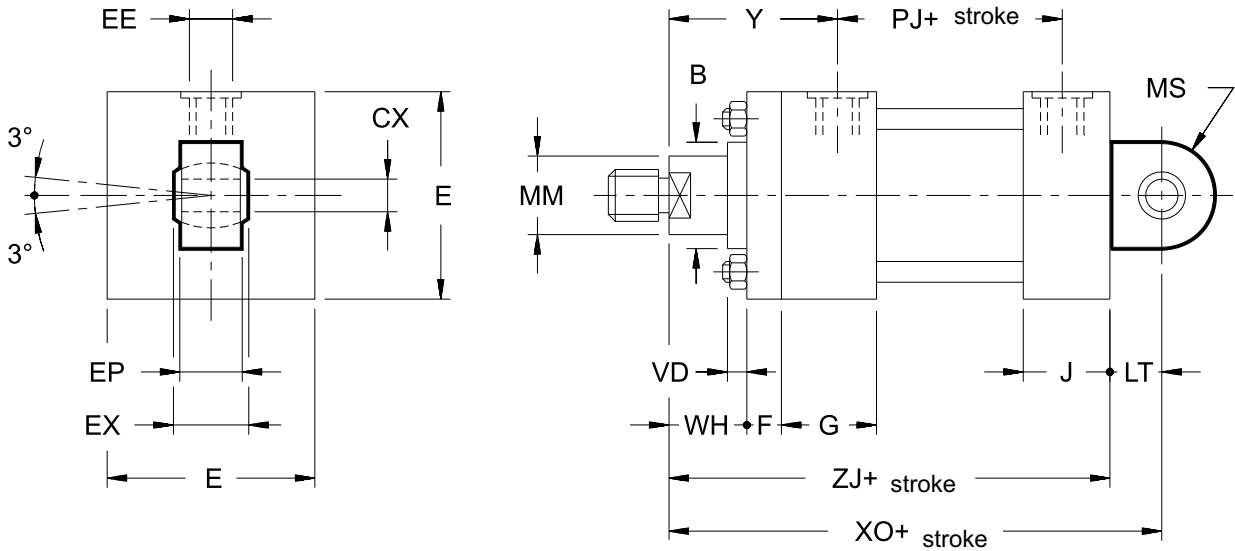 EE
CX
3°
E
3°
EP
EX
E
Y
PJ+ stroke
B
MS
MM
VD
J
LT
WH
F
G
ZJ+ stroke
XO+ stroke